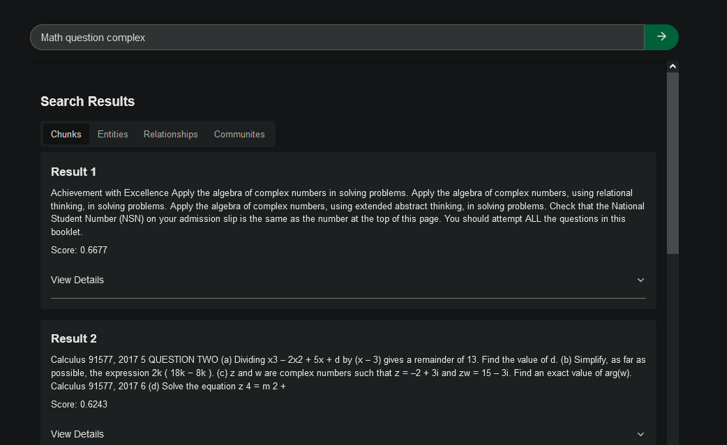 Math question complex
Search Results
Chunks Entities Relationships Communites
Result 1
Achievement with Excellence Apply the algebra of complex numbers in solving problems. Apply the algebra of complex numbers, using relational
thinking, in solving problems. Apply the algebra of complex numbers, using extended abstract thinking, in solving problems. Check that the National
Student Number (NSN) on your admission slip is the same as the number at the top of this page. You should attempt ALL the questions in this
booklet.
Score: 0.6677
View Details
Result 2
Calculus 91577, 2017 5 QUESTION TWO (a) Dividing x3 – 2x2 + 5x + d by (x – 3) gives a remainder of 13. Find the value of d. (b) Simplify, as far as
possible, the expression 2k ( 18k − 8k ). (c) z and w are complex numbers such that z = –2 + 3i and zw = 15 – 3i. Find an exact value of arg(w).
Calculus 91577, 2017 6 (d) Solve the equation z 4 = m 2 +
Score: 0.6243
View Details